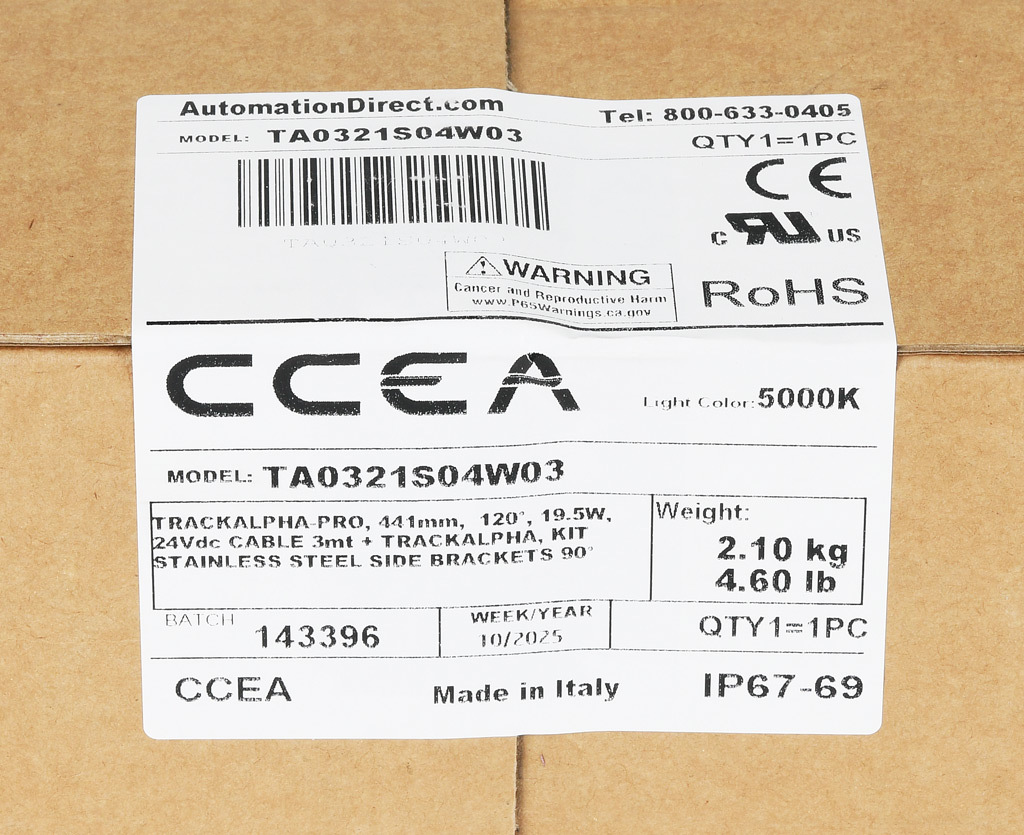 AutomationDirect.com
Tel: 800-633-0405
MODEL: TA0321S04W03
QTY1=1PC
CE
TA0321S04W03
C RU US
⚠WARNING
Cancer and Reproductive Harm
www.P65Warnings.ca.gov
RoHS
CCEA
Light Color: 5000K
MODEL: TA0321S04W03
TRACKALPHA-PRO, 441mm, 120°, 19.5W,
24Vdc CABLE 3mt + TRACKALPHA, KIT
STAINLESS STEEL SIDE BRACKETS 90°
Weight:
2.10 kg
4.60 lb
BATCH
143396
WEEK/YEAR
10/2025
QTY1=1PC
CCEA
Made in Italy
IP67-69